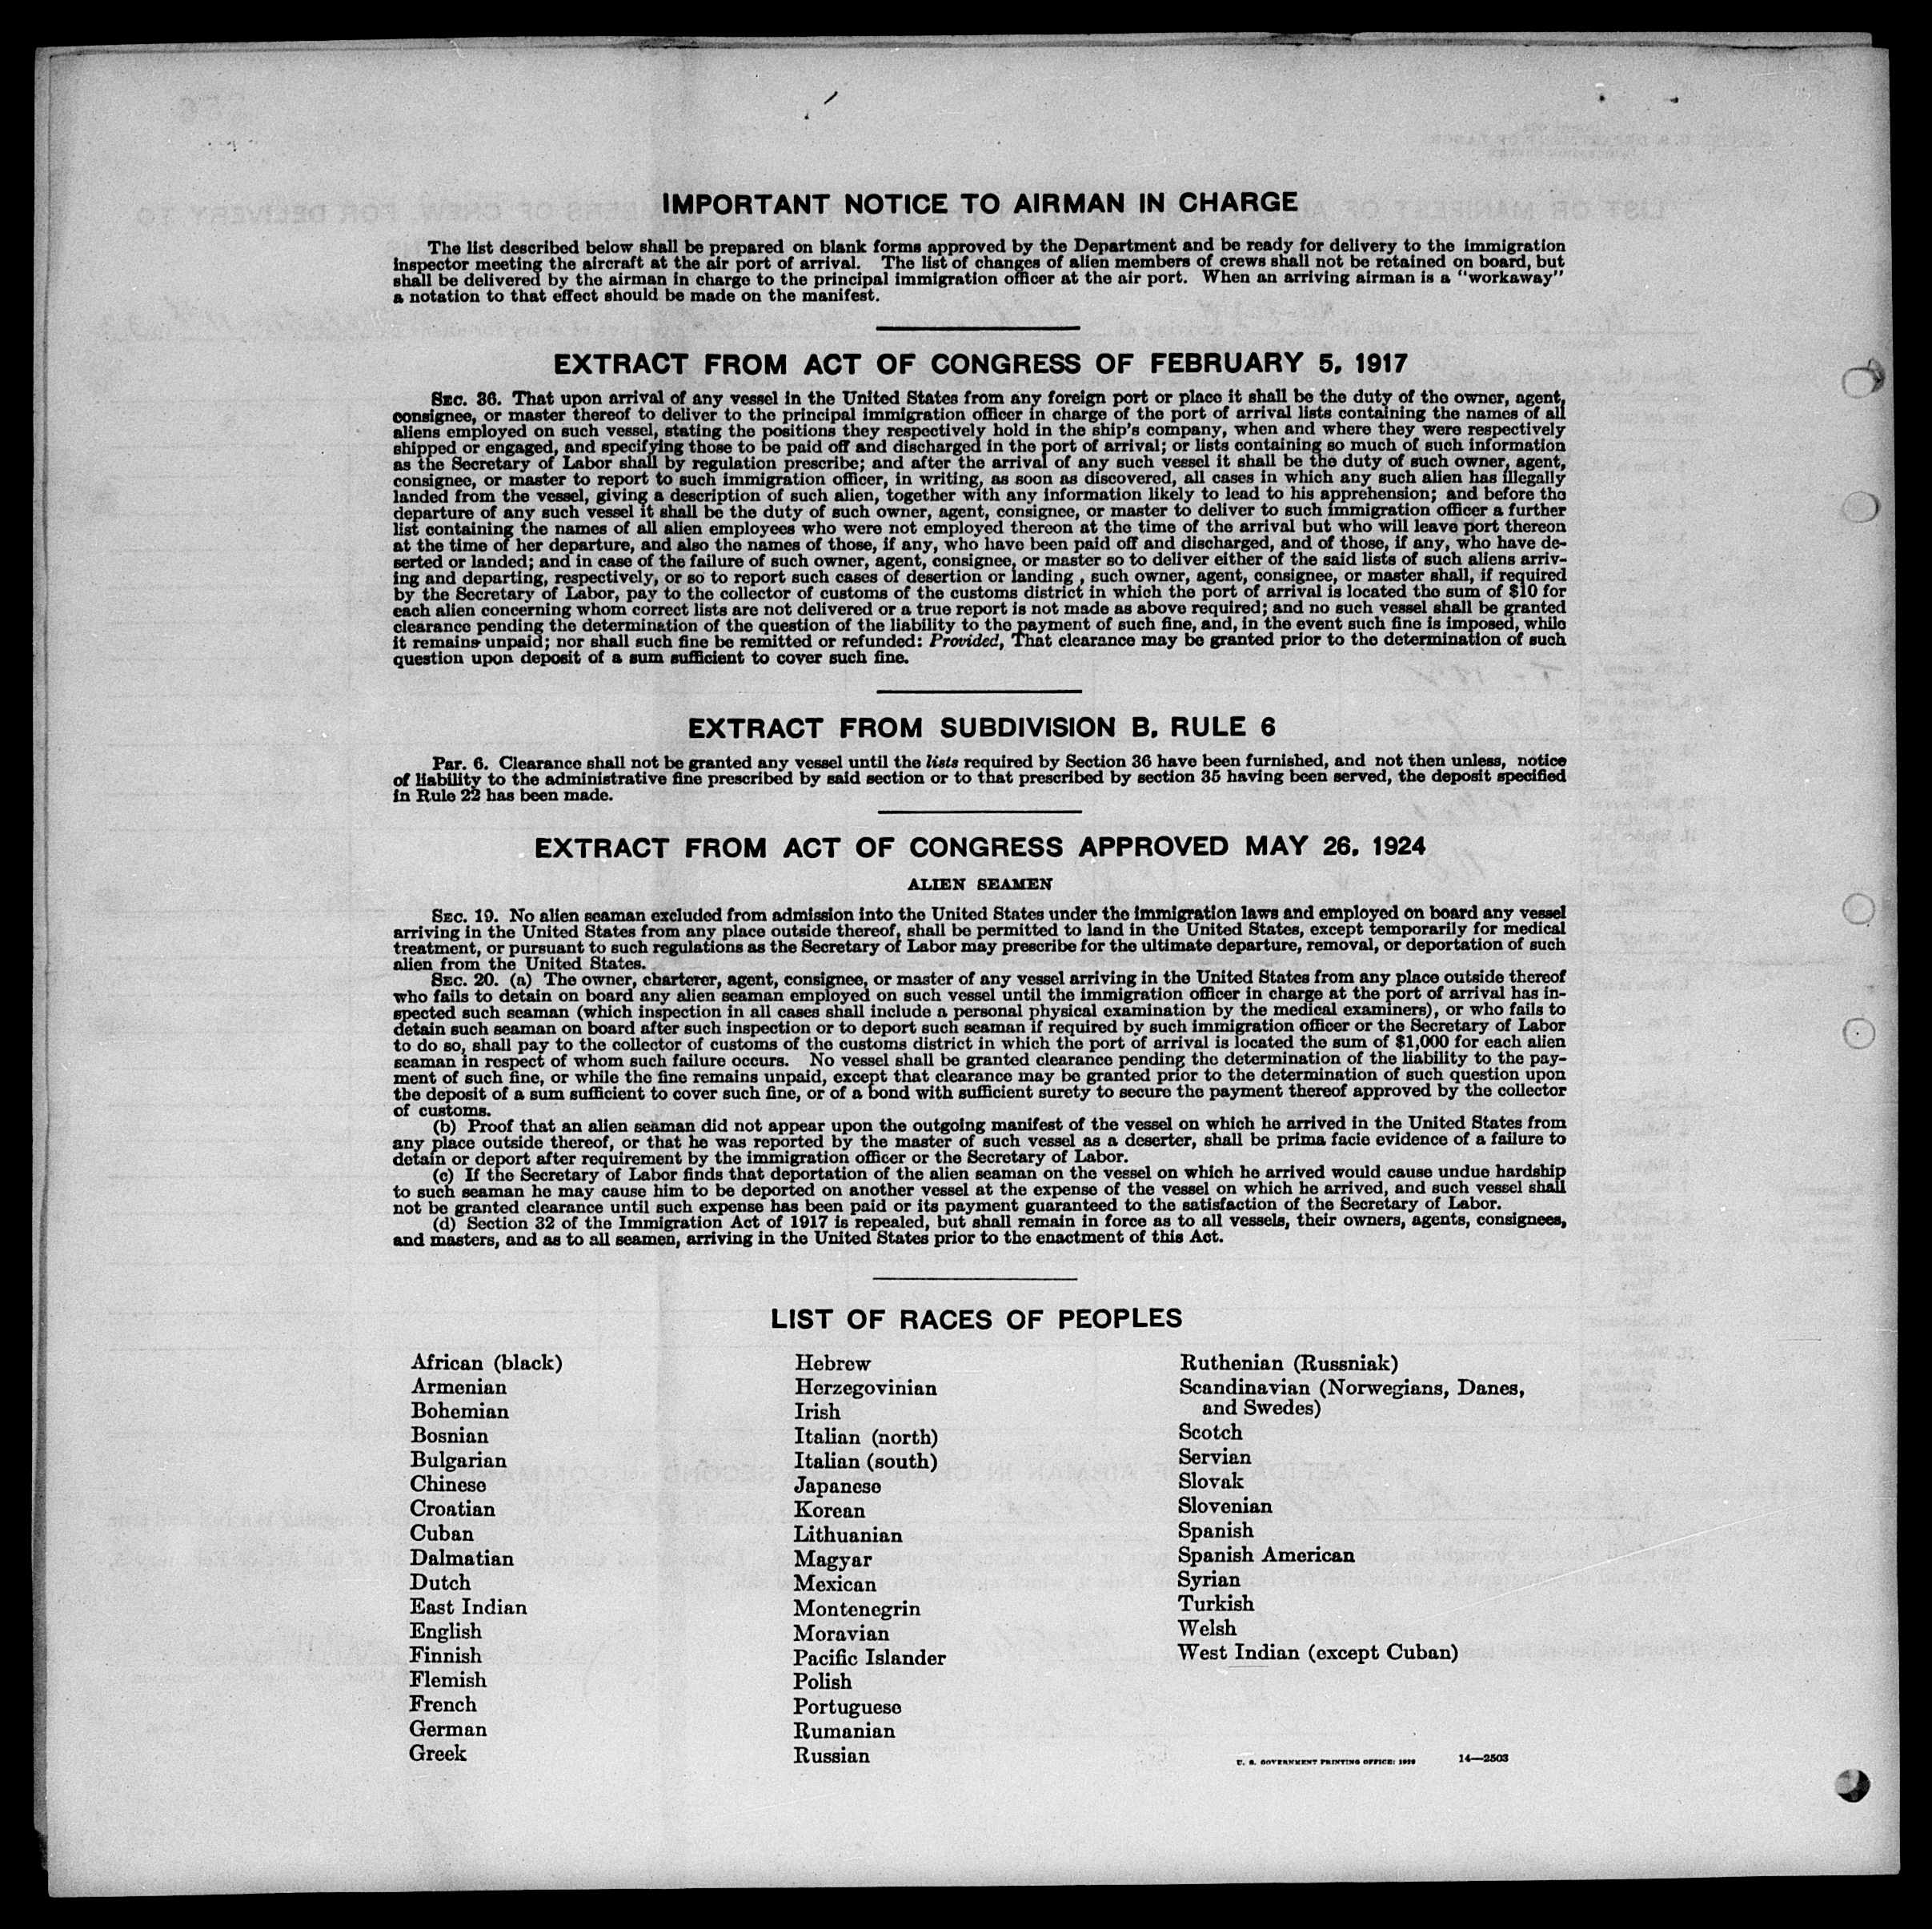 IMPORTANT NOTICE TO AIRMAN IN CHARGE
The list described below shall be prepared on blank forms approved by the Department and be ready for delivery to the immigration
inspector meeting the aircraft at the air port of arrival. The list of changes of alien members of crews shall not be retained on board, but
shall be delivered by the airman in charge to the principal immigration officer at the air port. When an arriving airman is a "workaway"
a notation to that effect should be made on the manifest.
EXTRACT FROM ACT OF CONGRESS OF FEBRUARY 5, 1917
SEC. 36. That upon arrival of any vessel in the United States from any foreign port or place it shall be the duty of the owner, agent,
consignee, or master thereof to deliver to the principal immigration officer in charge of the port of arrival lists containing the names of all
aliens employed on such vessel, stating the positions they respectively hold in the ship's company, when and where they were respectively
shipped or engaged, and specifying those to be paid off and discharged in the port of arrival; or lists containing so much of such information
as the Secretary of Labor shall by regulation prescribe; and after the arrival of any such vessel it shall be the duty of such owner, agent,
consignee, or master to report to such immigration officer, in writing, as soon as discovered, all cases in which any such alien has illegally
landed from the vessel, giving a description of such alien, together with any information likely to lead to his apprehension; and before the
departure of any such vessel it shall be the duty of such owner, agent, consignee, or master to deliver to such immigration officer a further
list containing the names of all alien employees who were not employed thereon at the time of the arrival but who will leave port thereon
at the time of her departure, and also the names of those, if any, who have been paid off and discharged, and of those, if any, who have de-
serted or landed; and in case of the failure of such owner, agent, consignee, or master so to deliver either of the said lists of such aliens arriv-
ing and departing, respectively, or so to report such cases of desertion or landing , such owner, agent, consignee, or master shall, if required
by the Secretary of Labor, pay to the collector of customs of the customs district in which the port of arrival is located the sum of $10 for
each alien concerning whom correct lists are not delivered or a true report is not made as above required; and no such vessel shall be granted
clearance pending the determination of the question of the liability to the payment of such fine, and, in the event such fine is imposed, while
it remains unpaid; nor shall such fine be remitted or refunded: Provided, That clearance may be granted prior to the determination of such
question upon deposit of a sum sufficient to cover such fine.
EXTRACT FROM SUBDIVISION B, RULE 6
Par. 6. Clearance shall not be granted any vessel until the lists required by Section 36 have been furnished, and not then unless, notice
of liability to the administrative fine prescribed by said section or to that prescribed by section 35 having been served, the deposit specified
in Rule 22 has been made.
EXTRACT FROM ACT OF CONGRESS APPROVED MAY 26, 1924
ALIEN SEAMEN
SEC. 19. No alien seaman excluded from admission into the United States under the immigration laws and employed on board any vessel
arriving in the United States from any place outside thereof, shall be permitted to land in the United States, except temporarily for medical
treatment, or pursuant to such regulations as the Secretary of Labor may prescribe for the ultimate departure, removal, or deportation of such
alien from the United States.
SEC. 20. (a) The owner, charterer, agent, consignee, or master of any vessel arriving in the United States from any place outside thereof
who fails to detain on board any alien seaman employed on such vessel until the immigration officer in charge at the port of arrival has in-
spected such seaman (which inspection in all cases shall include a personal physical examination by the medical examiners), or who fails to
detain such seaman on board after such inspection or to deport such seaman if required by such immigration officer or the Secretary of Labor
to do so, shall pay to the collector of customs of the customs district in which the port of arrival is located the sum of $1,000 for each alien
seaman in respect of whom such failure occurs. No vessel shall be granted clearance pending the determination of the liability to the pay-
ment of such fine, or while the fine remains unpaid, except that clearance may be granted prior to the determination of such question upon
the deposit of a sum sufficient to cover such fine, or of a bond with sufficient surety to secure the payment thereof approved by the collector
of customs.
(b) Proof that an alien seaman did not appear upon the outgoing manifest of the vessel on which he arrived in the United States from
any place outside thereof, or that he was reported by the master of such vessel as a deserter, shall be prima facie evidence of a failure to
detain or deport after requirement by the immigration officer or the Secretary of Labor.
(c) If the Secretary of Labor finds that deportation of the alien seaman on the vessel on which he arrived would cause undue hardship
to such seaman he may cause him to be deported on another vessel at the expense of the vessel on which he arrived, and such vessel shall
not be granted clearance until such expense has been paid or its payment guaranteed to the satisfaction of the Secretary of Labor.
(d) Section 32 of the Immigration Act of 1917 is repealed, but shall remain in force as to all vessels, their owners, agents, consignees,
and masters, and as to all seamen, arriving in the United States prior to the enactment of this Act.
LIST OF RACES OF PEOPLES
African (black)
Armenian
Bohemian
Bosnian
Bulgarian
Chinese
Croatian
Cuban
Dalmatian
Dutch
East Indian
English
Finnish
Flemish
French
German
Greek
Hebrew
Herzegovinian
Irish
Italian (north)
Italian (south)
Japanese
Korean
Lithuanian
Magyar
Mexican
Montenegrin
Moravian
Pacific Islander
Polish
Portuguese
Rumanian
Russian
Ruthenian (Russniak)
Scandinavian (Norwegians, Danes,
and Swedes)
Scotch
Servian
Slovak
Slovenian
Spanish
Spanish American
Syrian
Turkish
Welsh
West Indian (except Cuban)
U. S. GOVERNMENT PRINTING OFFICE: 14—2503